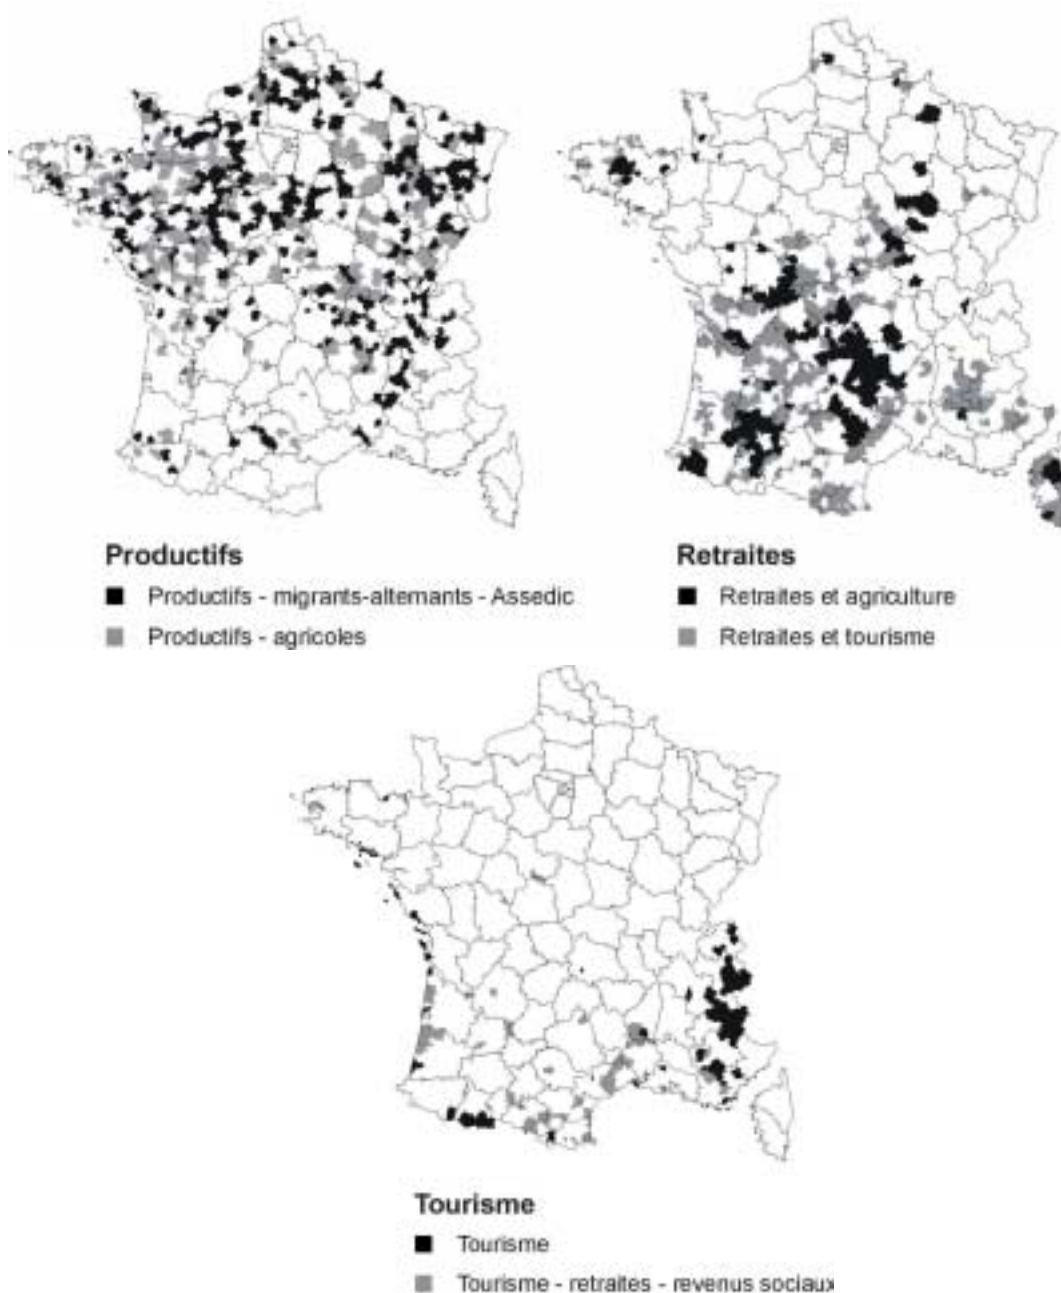 Productifs
Productifs - migrants-alternants - Assedic
Productifs - agricoles
Retraites
Retraites et agriculture
Retraites et tourisme
Tourisme
Tourisme
Tourisme - retraites - revenus sociaux